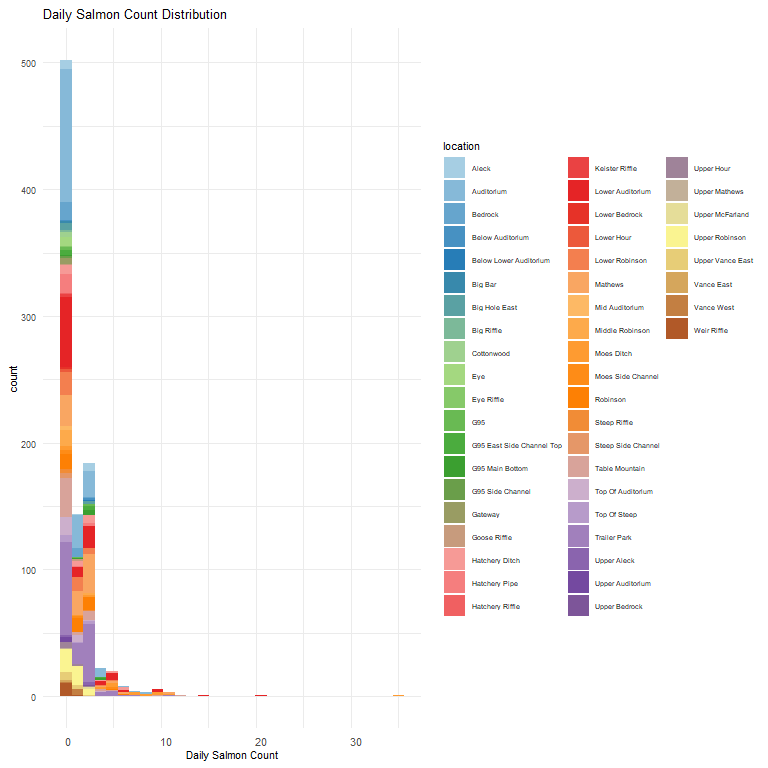 Daily Salmon Count Distribution
500
400
300
200
100
0
count
0
10
20
30
Daily Salmon Count
location
Aleck
Auditorium
Bedrock
Below Auditorium
Below Lower Auditorium
Big Bar
Big Hole East
Big Riffle
Cottonwood
Eye
Eye Riffle
G95
G95 East Side Channel Top
G95 Main Bottom
G95 Side Channel
Gateway
Goose Riffle
Hatchery Ditch
Hatchery Pipe
Hatchery Riffle
Keister Riffle
Lower Auditorium
Lower Bedrock
Lower Hour
Lower Robinson
Mathews
Mid Auditorium
Middle Robinson
Moes Ditch
Moes Side Channel
Robinson
Steep Riffle
Steep Side Channel
Table Mountain
Top Of Auditorium
Top Of Steep
Trailer Park
Upper Aleck
Upper Auditorium
Upper Bedrock
Upper Hour
Upper Mathews
Upper McFarland
Upper Robinson
Upper Vance East
Vance East
Vance West
Weir Riffle